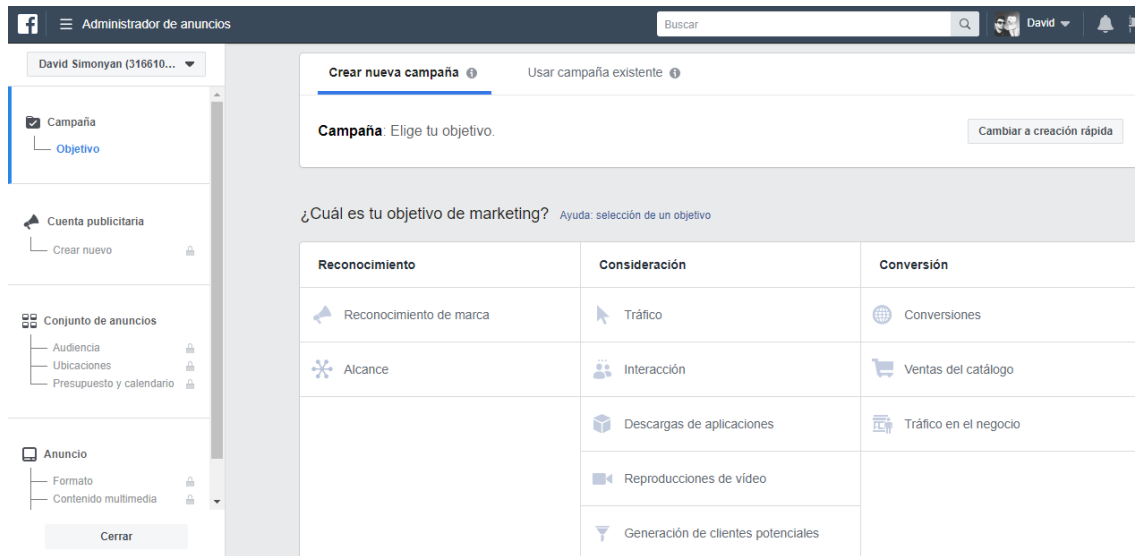 Administrador de anuncios
Buscar
David
David Simonyan (316610...
Campaña
Objetivo
Cuenta publicitaria
Crear nuevo
Conjunto de anuncios
Audiencia
Ubicaciones
Presupuesto y calendario
Anuncio
Formato
Contenido multimedia
Cerrar
Crear nueva campaña
Usar campaña existente
Campaña: Elige tu objetivo.
Cambiar a creación rápida
¿Cuál es tu objetivo de marketing? Ayuda: selección de un objetivo
Reconocimiento
Reconocimiento de marca
Alcance
Consideración
Tráfico
Interacción
Descargas de aplicaciones
Reproducciones de vídeo
Generación de clientes potenciales
Conversión
Conversiones
Ventas del catálogo
Tráfico en el negocio